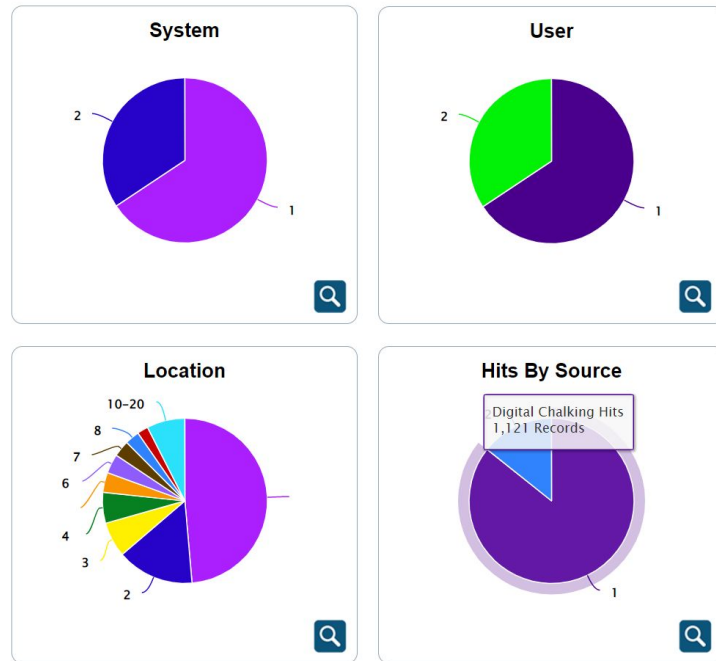 System
2
1
User
2
1
Location
10-20
8
7
6
4
3
2
Hits By Source
Digital Chalking Hits
1,121 Records
1